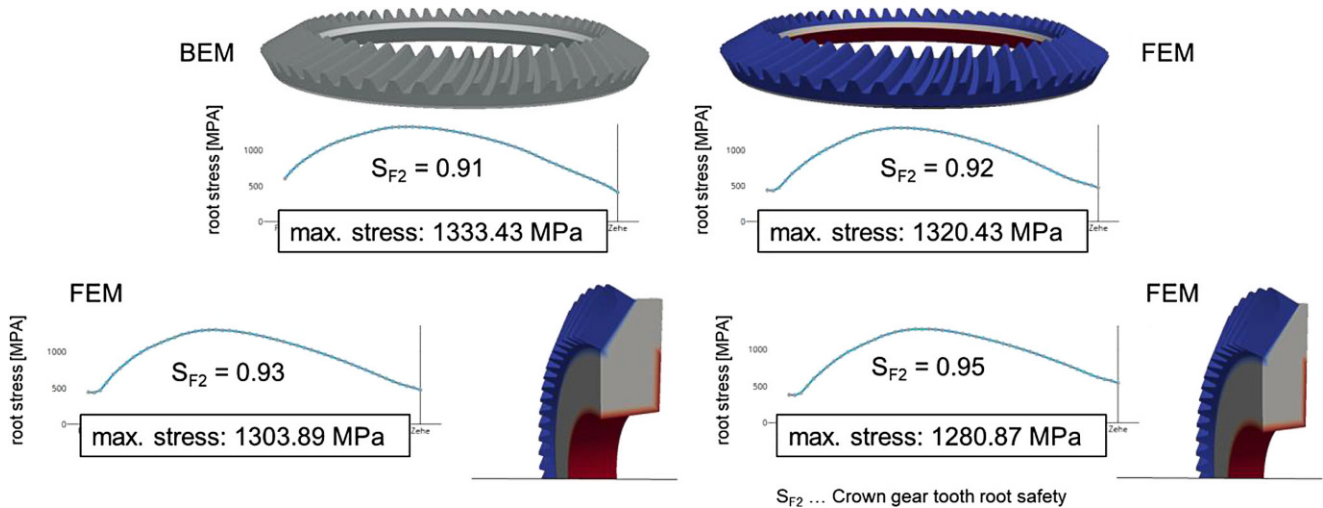 BEM
FEM
root stress [MPA]
1000
500
0
S_F2 = 0.91
max. stress: 1333.43 MPa
Zehe
root stress [MPA]
1000
500
0
S_F2 = 0.92
max. stress: 1320.43 MPa
Zehe
FEM
root stress [MPA]
1000
500
0
S_F2 = 0.93
max. stress: 1303.89 MPa
Zehe
FEM
root stress [MPA]
1000
500
0
S_F2 = 0.95
max. stress: 1280.87 MPa
Zehe
S_F2 … Crown gear tooth root safety